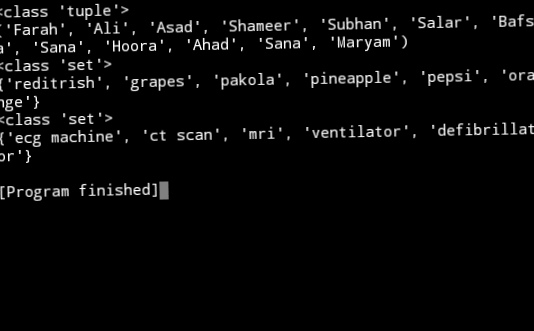 <class 'tuple'>
('Farah', 'Ali', 'Asad', 'Shameer', 'Subhan', 'Salar', 'Bafs
a', 'Sana', 'Hoora', 'Ahad', 'Sana', 'Maryam')
<class 'set'>
{'reditrish', 'grapes', 'pakola', 'pineapple', 'pepsi', 'ora
nge'}
<class 'set'>
{'ecg machine', 'ct scan', 'mri', 'ventilator', 'defibrillat
or'}
[Program finished]